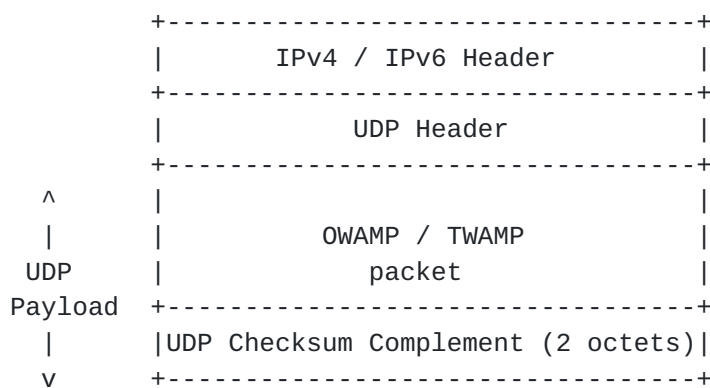 IPv4 / IPv6 Header
UDP Header
^
| OWAMP / TWAMP
UDP packet
Payload
| UDP Checksum Complement (2 octets)
v